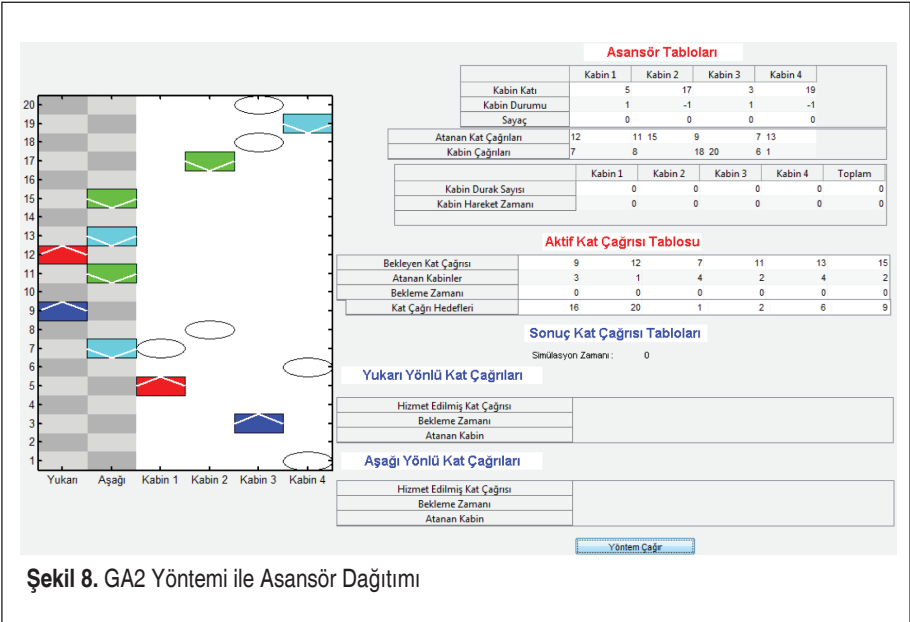 Asansör Tabloları
Kabin 1 Kabin 2 Kabin 3 Kabin 4
Kabin Katı 5 17 3 19
Kabin Durumu 1 -1 1 -1
Sayaç 0 0 0 0
Atanan Kat Çağrıları 12 11 15 9 7 13
Kabin Çağrıları 7 8 18 20 6 1
Kabin 1 Kabin 2 Kabin 3 Kabin 4 Toplam
Kabin Durak Sayısı 0 0 0 0 0
Kabin Hareket Zamanı 0 0 0 0 0
Aktif Kat Çağrısı Tablosu
Bekleyen Kat Çağrısı 9 12 7 11 13 15
Atanan Kabinler 3 1 4 2 4 2
Bekleme Zamanı 0 0 0 0 0 0
Kat Çağrı Hedefleri 16 20 1 2 6 9
Sonuç Kat Çağrısı Tabloları
Simülasyon Zamanı : 0
Yukarı Yönlü Kat Çağrıları
Hizmet Edilmiş Kat Çağrısı
Bekleme Zamanı
Atanan Kabin
Aşağı Yönlü Kat Çağrıları
Hizmet Edilmiş Kat Çağrısı
Bekleme Zamanı
Atanan Kabin
Yöntem Çağır
20
19
18
17
16
15
14
13
12
11
10
9
8
7
6
5
4
3
2
1
Yukarı Aşağı Kabin 1 Kabin 2 Kabin 3 Kabin 4
Şekil 8. GA2 Yöntemi ile Asansör Dağıtımı